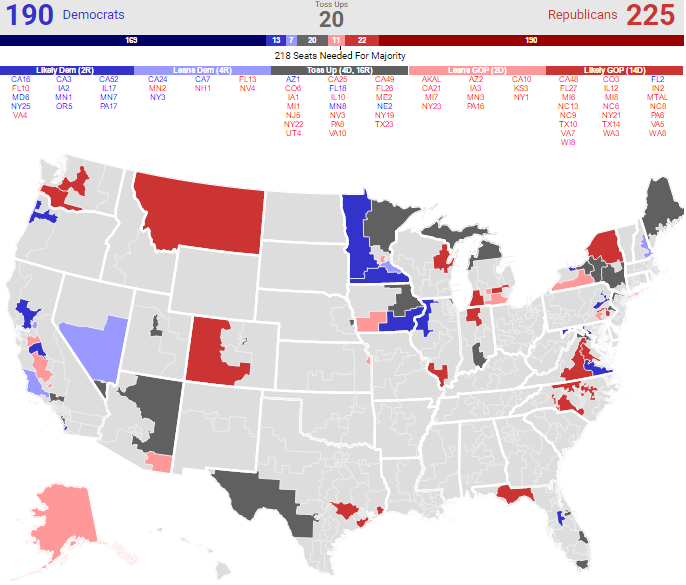 190 Democrats
Toss Ups
20
Republicans 225
169 13 7 20 11 22 190
218 Seats Needed For Majority
Likely Dem (2R) Leans Dem (4R) Toss Up (4D, 16R) Leans GOP (2D) Likely GOP (14D)
CA16 CA3 CA52 CA24 CA7 FL13 AZ1 CA25 CA49 AKAL AZ2 CA10 CA48 CO3 FL2
FL10 IA2 IL17 MN2 NH1 NV4 CO6 FL18 FL26 CA21 IA3 KS3 FL27 IL12 IN2
MD6 MN1 MN7 NY3 IA1 IL10 ME2 MI7 MN3 NY1 MI6 MI8 MTAL
NY25 OR5 PA17 MI1 MN8 NE2 NY23 PA16 NC13 NC6 NC8
VA4 NJ5 NV3 NY19 NC9 NY21 PA6
NY22 PA8 TX23 TX10 TX14 VA5
UT4 VA10 VA7 WA3 WA8
WI8